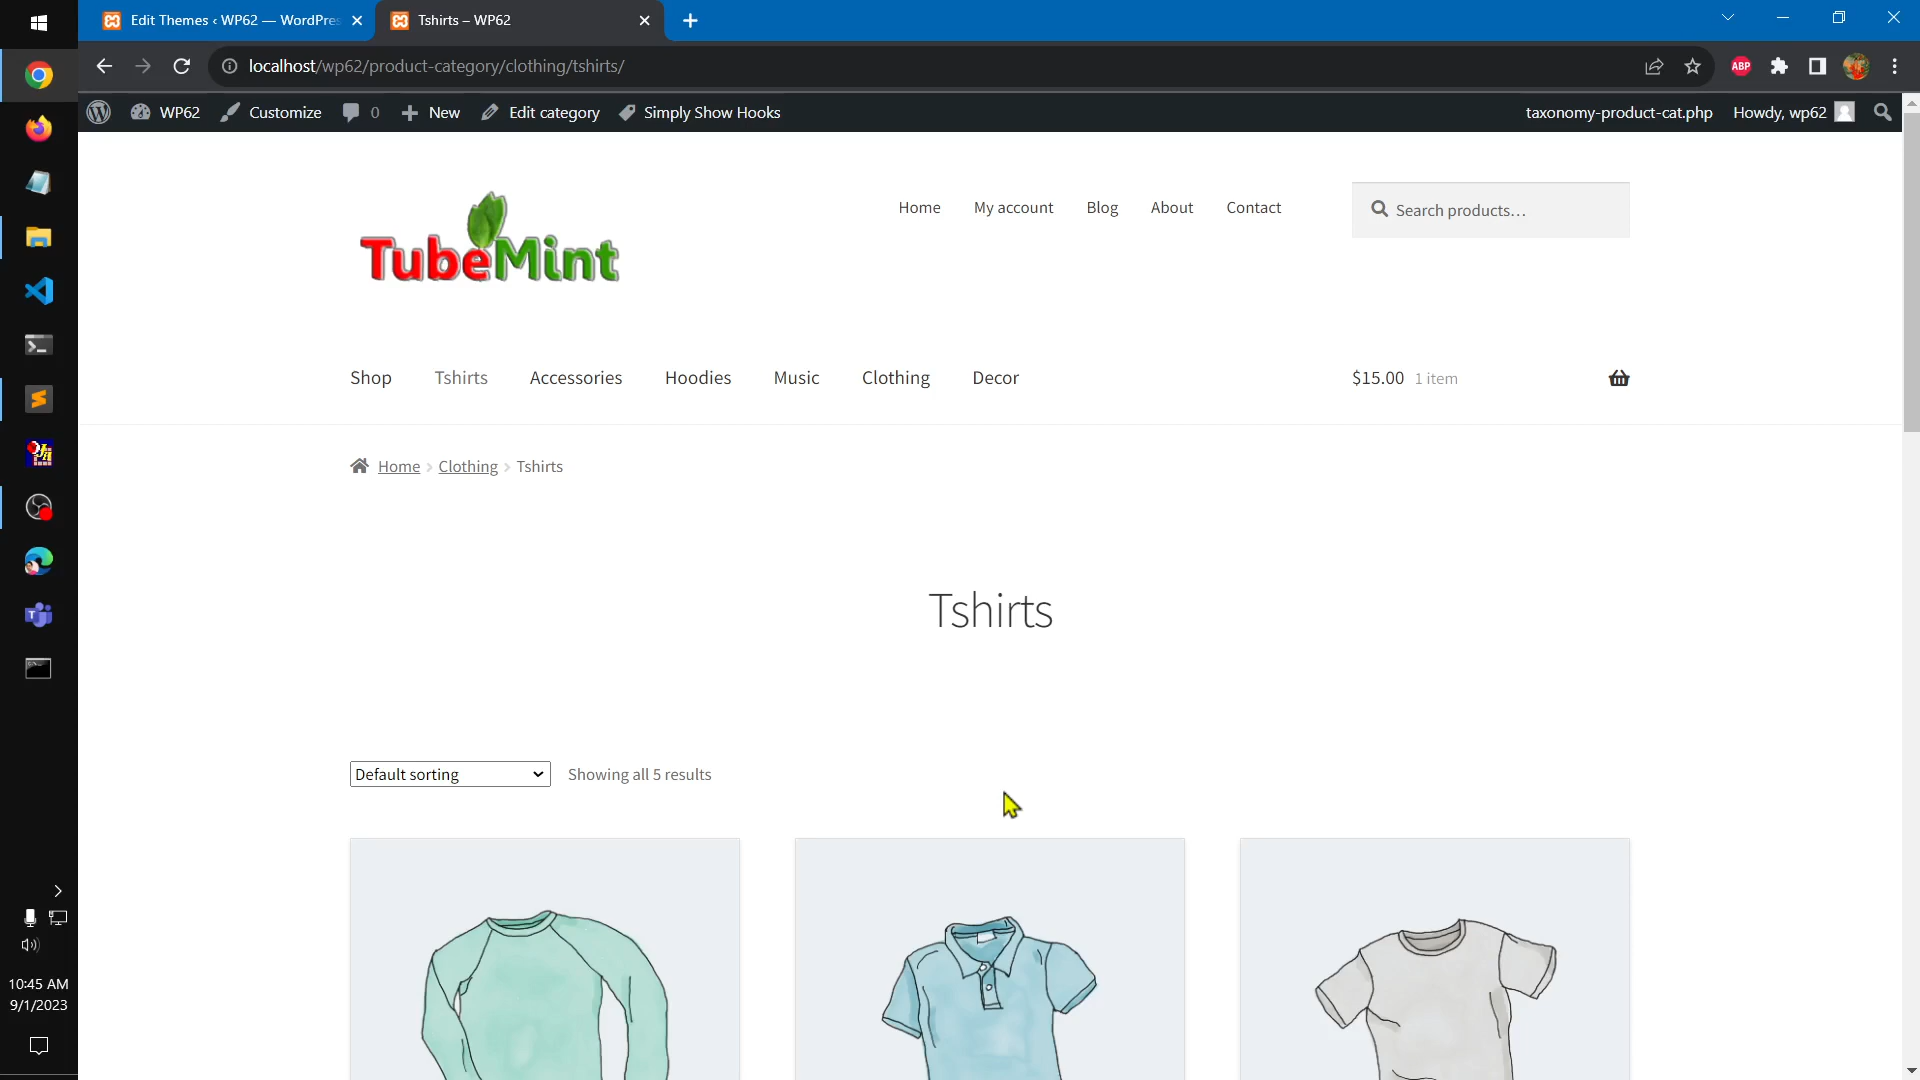 Edit Themes ‹ WP62 — WordPres
Tshirts – WP62
localhost/wp62/product-category/clothing/tshirts/
ABP
WP62
Customize
0
New
Edit category
Simply Show Hooks
taxonomy-product-cat.php
Howdy, wp62
TubeMint
Home
My account
Blog
About
Contact
Search products…
Shop
Tshirts
Accessories
Hoodies
Music
Clothing
Decor
$15.00 1 item
Home
Clothing
Tshirts
Tshirts
Default sorting
Showing all 5 results
10:45 AM
9/1/2023